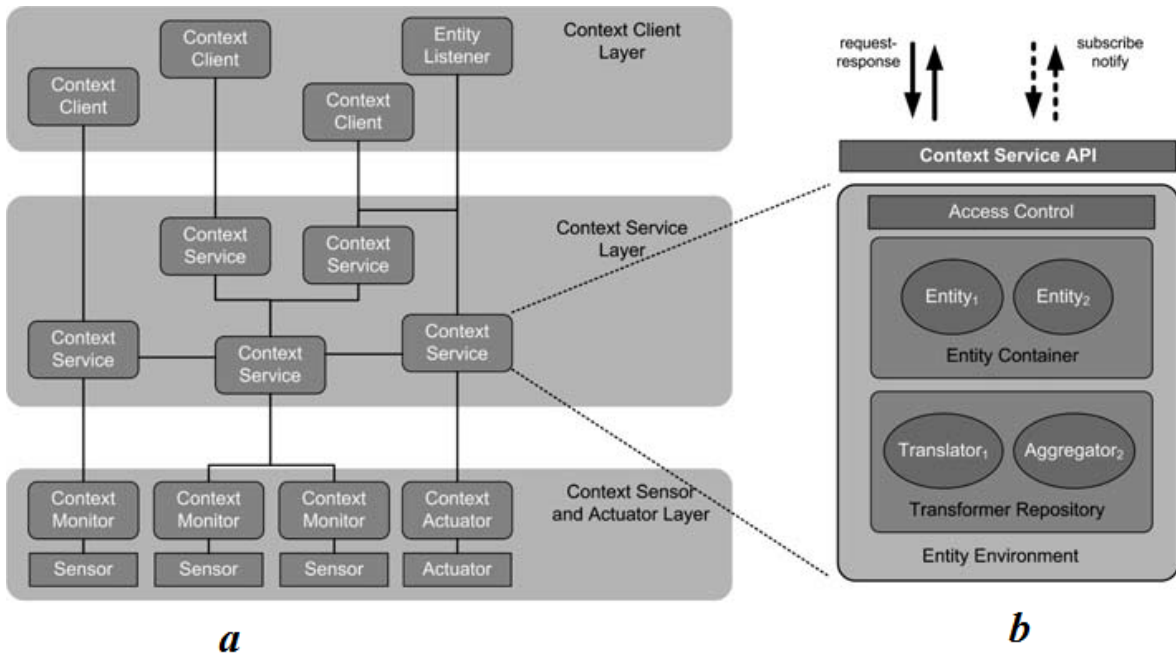 Context
Client
Context
Client
Context
Client
Entity
Listener
Context Client
Layer
Context
Service
Context
Service
Context Service
Layer
Context
Service
Context
Service
Context
Service
Context
Monitor
Context
Monitor
Context
Monitor
Context
Actuator
Context Sensor
and Actuator Layer
Sensor
Sensor
Sensor
Actuator
a
request-
response
subscribe
notify
Context Service API
Access Control
Entity₁
Entity₂
Entity Container
Translator₁
Aggregator₂
Transformer Repository
Entity Environment
b